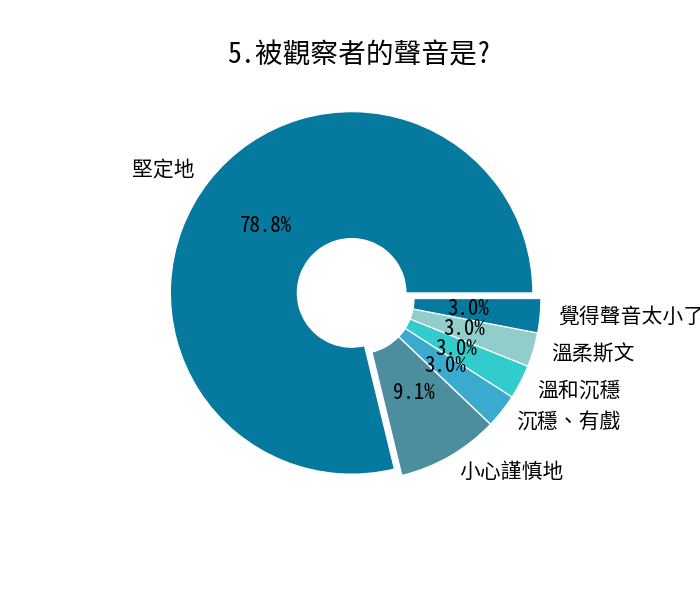 5.被觀察者的聲音是?
堅定地
78.8%
3.0%
覺得聲音太小了
3.0%
溫柔斯文
3.0%
溫和沉穩
3.0%
沉穩、有戲
9.1%
小心謹慎地